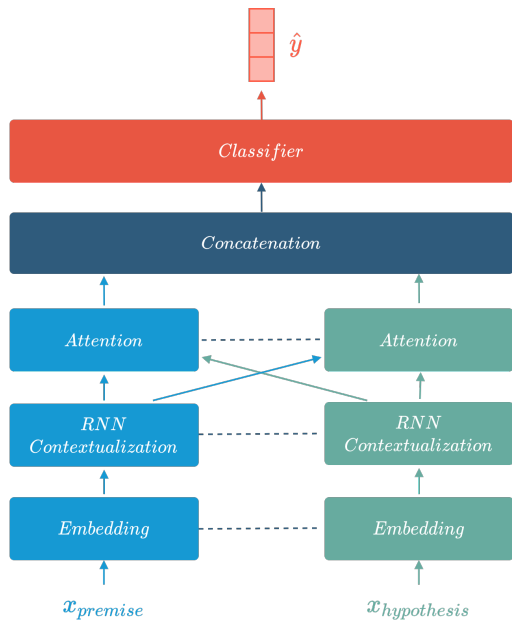 ŷ
Classifier
Concatenation
Attention
Attention
RNN
Contextualization
RNN
Contextualization
Embedding
Embedding
x_premise
x_hypothesis